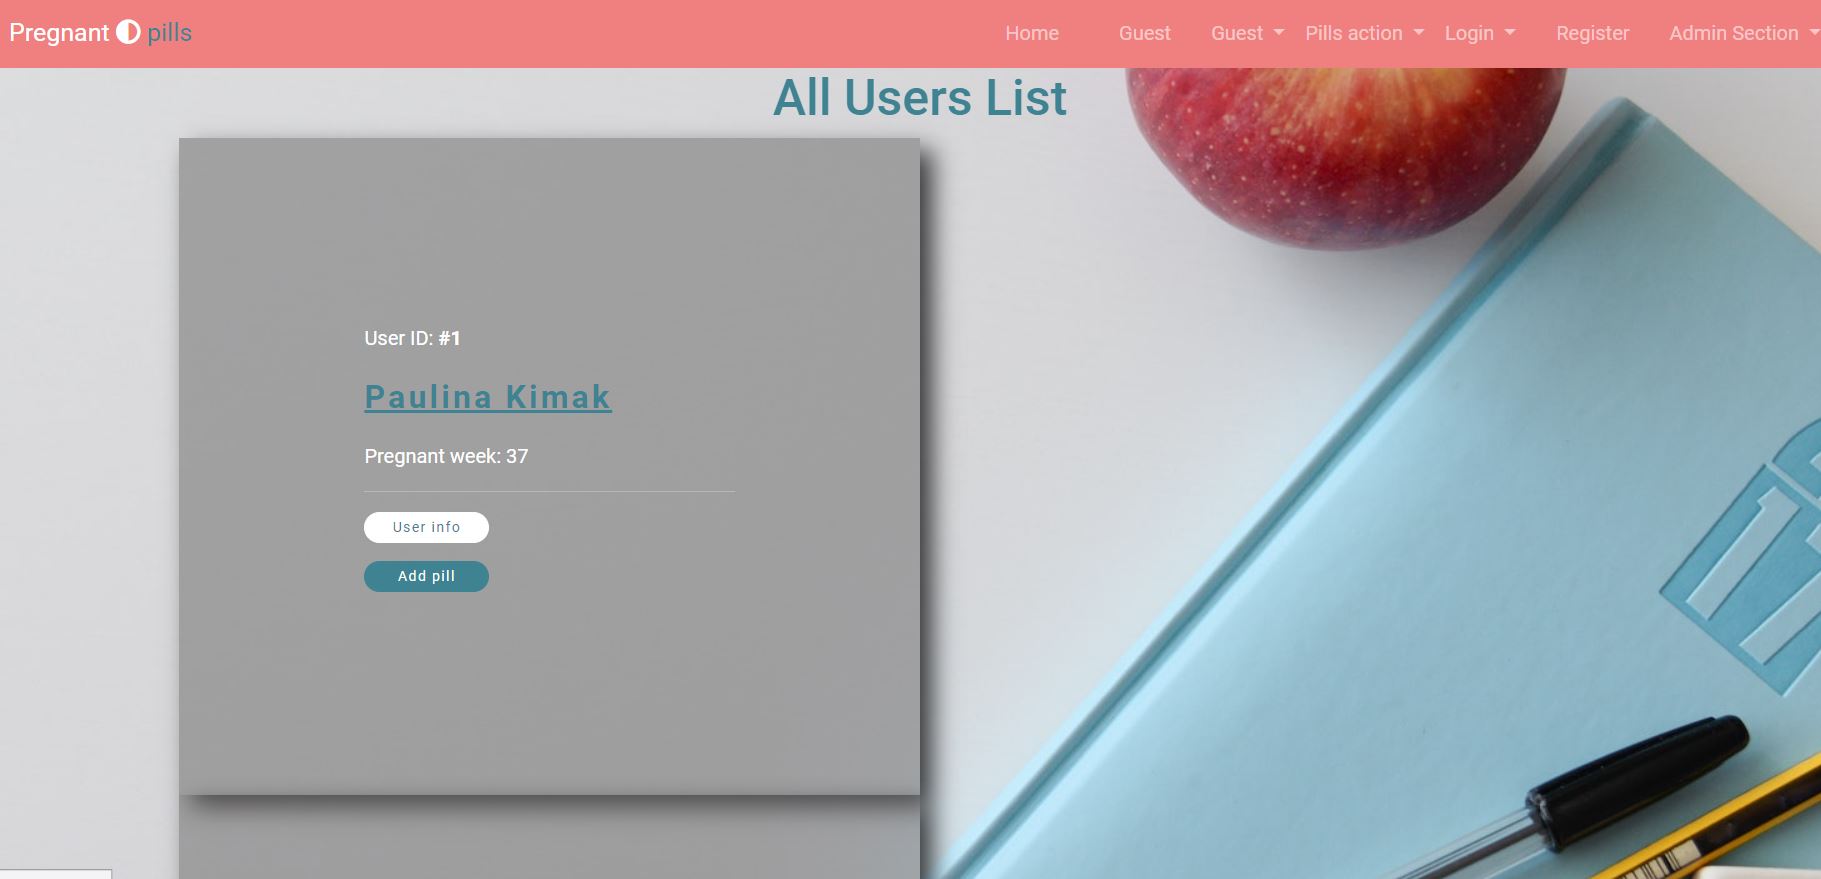 Pregnant pills Home Guest Guest Pills action Login Register Admin Section
All Users List
User ID: #1
Paulina Kimak
Pregnant week: 37
User info
Add pill